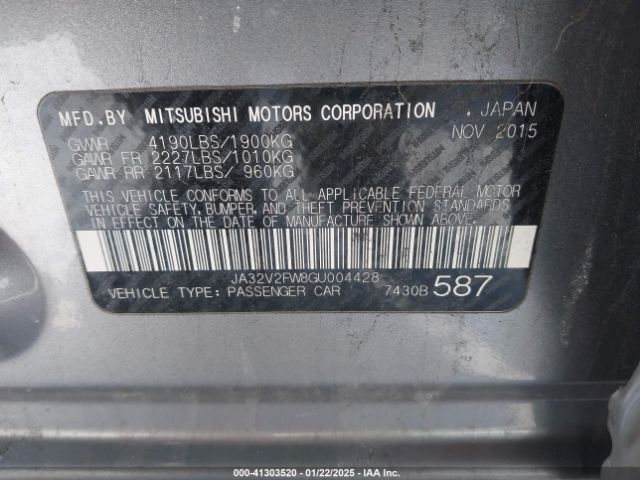 MFD.BY MITSUBISHI MOTORS CORPORATION , JAPAN
NOV 2015
GVWR 4190LBS/1900KG
GAWR FR 2227LBS/1010KG
GAWR RR 2117LBS/ 960KG
THIS VEHICLE CONFORMS TO ALL APPLICABLE FEDERAL MOTOR
VEHICLE SAFETY, BUMPER, AND THEFT PREVENTION STANDARDS
IN EFFECT ON THE DATE OF MANUFACTURE SHOWN ABOVE.
JA32V2FW8GU004428
VEHICLE TYPE: PASSENGER CAR 7430B 587
000-41303520 - 01/22/2025 - IAA Inc.